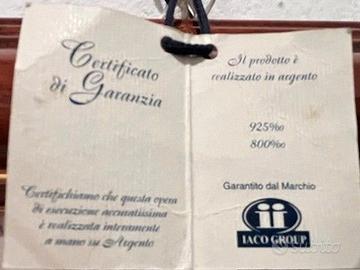 Certificato
di Garanzia
Certifichiamo che questa opera
di esecuzione accuratissima
è realizzata interamente
a mano su Argento
Il prodotto è
realizzato in argento
925‰
800‰
Garantito dal Marchio
IACO GROUP
subito